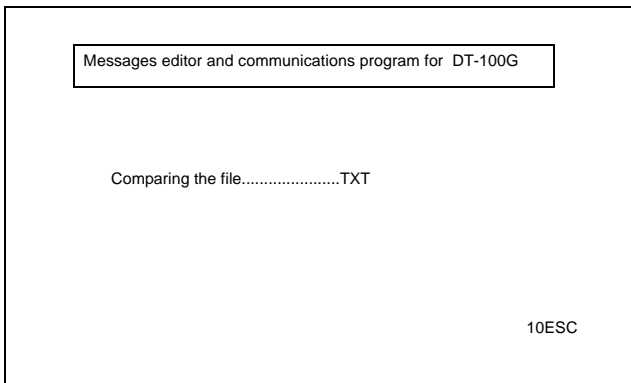 Messages editor and communications program for DT-100G
Comparing the file......................TXT
10ESC